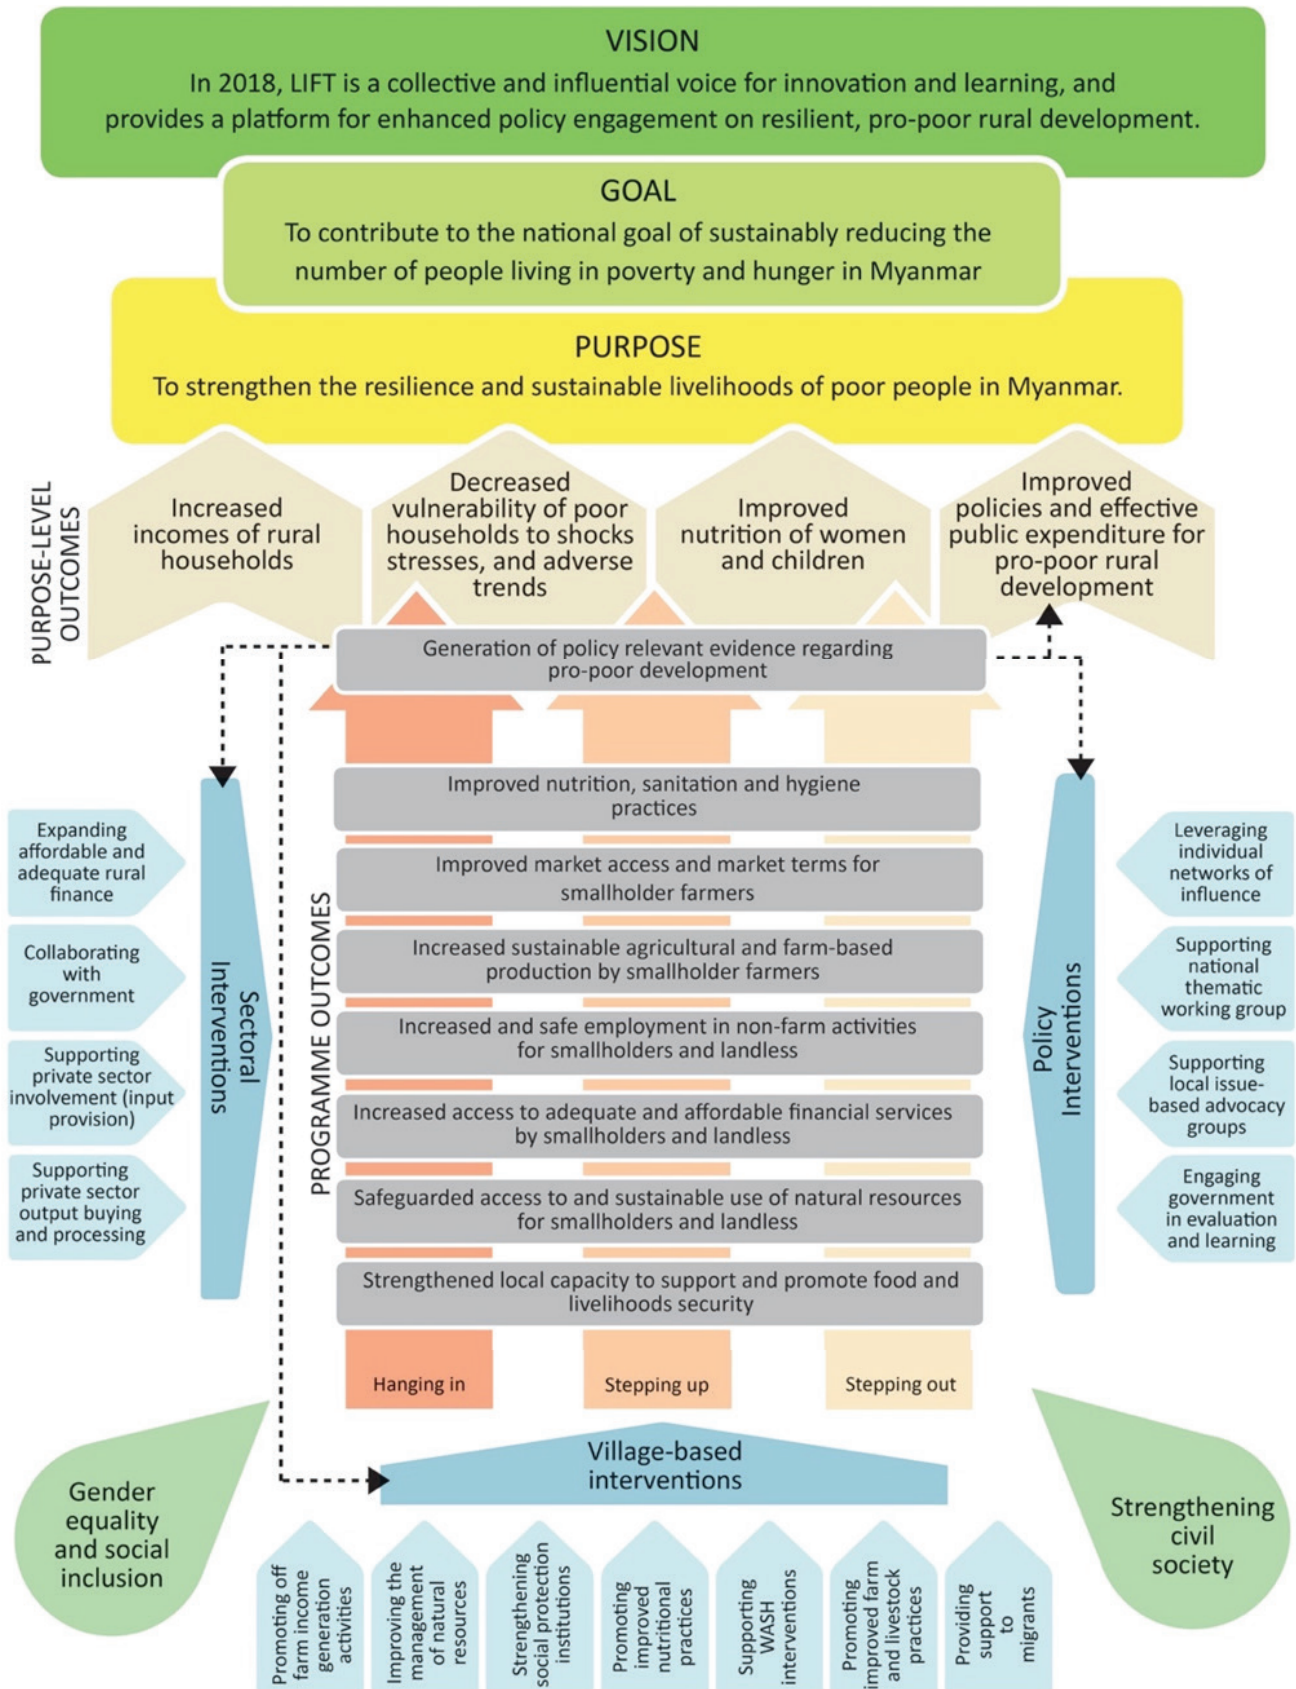 VISION
In 2018, LIFT is a collective and influential voice for innovation and learning, and
provides a platform for enhanced policy engagement on resilient, pro-poor rural development.
GOAL
To contribute to the national goal of sustainably reducing the
number of people living in poverty and hunger in Myanmar
PURPOSE
To strengthen the resilience and sustainable livelihoods of poor people in Myanmar.
PURPOSE-LEVEL
OUTCOMES
Increased
incomes of rural
households
Decreased
vulnerability of poor
households to shocks
stresses, and adverse
trends
Improved
nutrition of women
and children
Improved
policies and effective
public expenditure for
pro-poor rural
development
Generation of policy relevant evidence regarding
pro-poor development
PROGRAMME OUTCOMES
Improved nutrition, sanitation and hygiene
practices
Improved market access and market terms for
smallholder farmers
Increased sustainable agricultural and farm-based
production by smallholder farmers
Increased and safe employment in non-farm activities
for smallholders and landless
Increased access to adequate and affordable financial services
by smallholders and landless
Safeguarded access to and sustainable use of natural resources
for smallholders and landless
Strengthened local capacity to support and promote food and
livelihoods security
Hanging in
Stepping up
Stepping out
Expanding
affordable and
adequate rural
finance
Collaborating
with
government
Supporting
private sector
involvement (input
provision)
Supporting
private sector
output buying
and processing
Sectoral
Interventions
Policy
Interventions
Leveraging
individual
networks of
influence
Supporting
national
thematic
working group
Supporting
local issue-
based advocacy
groups
Engaging
government
in evaluation
and learning
Village-based
interventions
Gender
equality
and social
inclusion
Strengthening
civil
society
Promoting off
farm income
generation
activities
Improving the
management
of natural
resources
Strengthening
social protection
institutions
Promoting
improved
nutritional
practices
Supporting
WASH
interventions
Promoting
improved farm
and livestock
practices
Providing
support
to
migrants